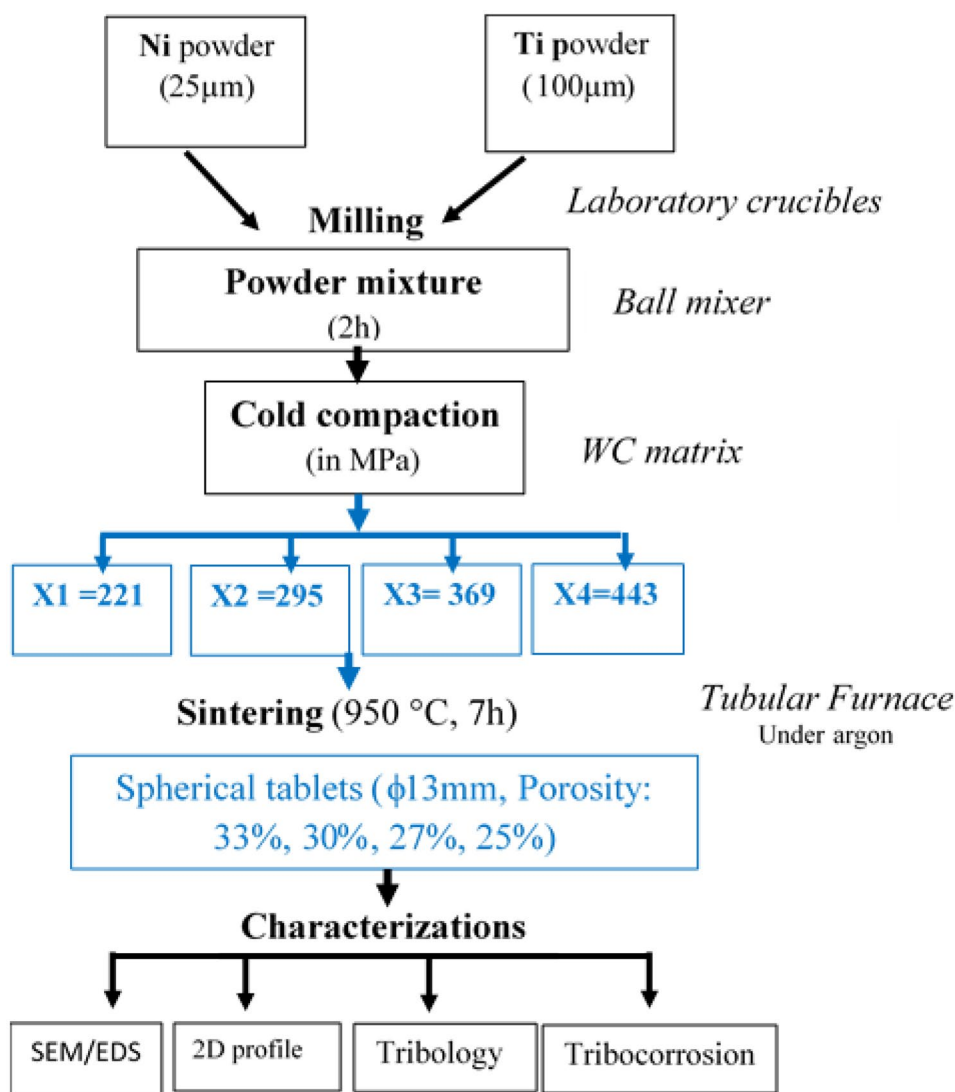 Ni powder
(25μm)
Ti powder
(100μm)
Laboratory crucibles
Milling
Powder mixture
(2h)
Ball mixer
Cold compaction
(in MPa)
WC matrix
X1 =221
X2 =295
X3= 369
X4=443
Sintering (950 °C, 7h)
Tubular Furnace
Under argon
Spherical tablets (ϕ13mm, Porosity:
33%, 30%, 27%, 25%)
Characterizations
SEM/EDS
2D profile
Tribology
Tribocorrosion